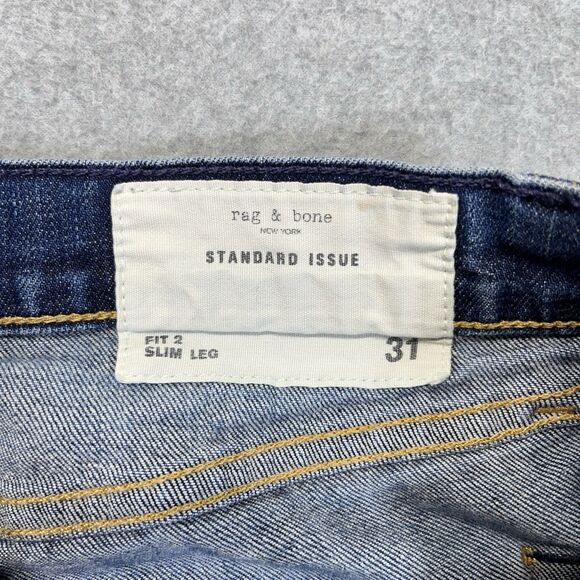 rag & bone
NEW YORK
STANDARD ISSUE
FIT 2
SLIM LEG
31